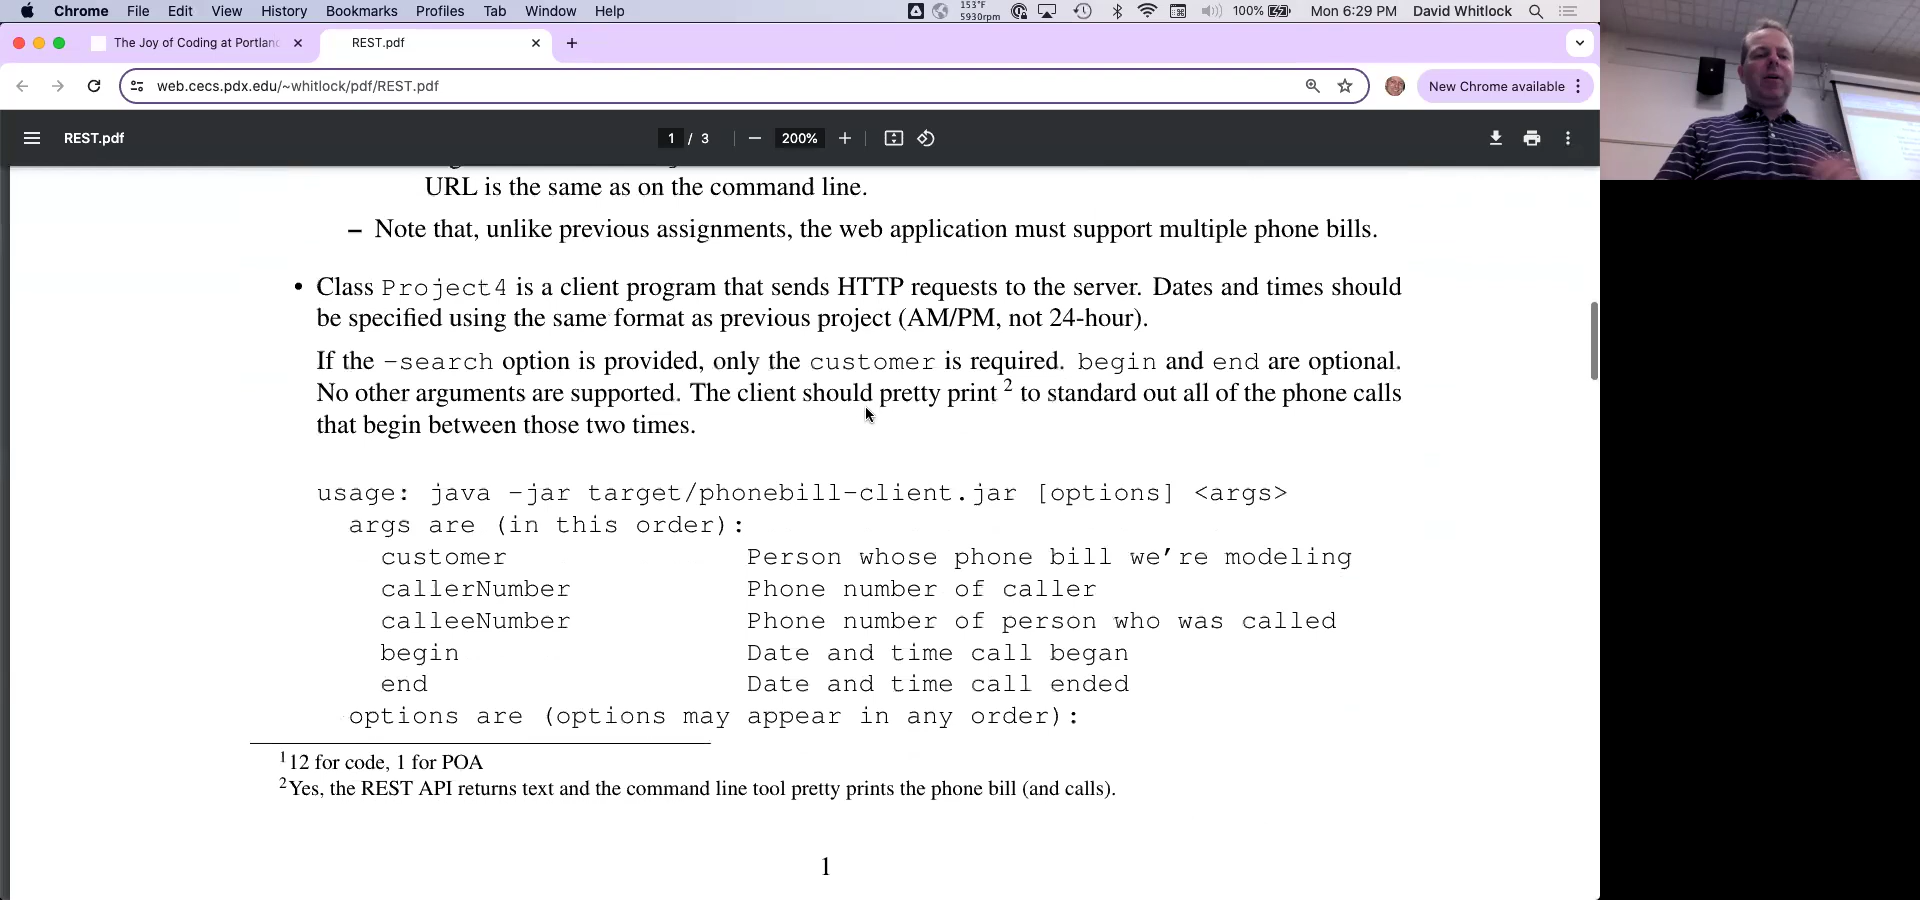 Chrome File Edit View History Bookmarks Profiles Tab Window Help 153°F 5930rpm 100% Mon 6:29 PM David Whitlock
The Joy of Coding at Portlan REST.pdf
web.cecs.pdx.edu/~whitlock/pdf/REST.pdf New Chrome available
REST.pdf 1 / 3 200%
URL is the same as on the command line.
– Note that, unlike previous assignments, the web application must support multiple phone bills.
• Class Project4 is a client program that sends HTTP requests to the server. Dates and times should
be specified using the same format as previous project (AM/PM, not 24-hour).
If the -search option is provided, only the customer is required. begin and end are optional.
No other arguments are supported. The client should pretty print 2 to standard out all of the phone calls
that begin between those two times.
usage: java -jar target/phonebill-client.jar [options] <args>
args are (in this order):
customer Person whose phone bill we're modeling
callerNumber Phone number of caller
calleeNumber Phone number of person who was called
begin Date and time call began
end Date and time call ended
options are (options may appear in any order):
1 12 for code, 1 for POA
2 Yes, the REST API returns text and the command line tool pretty prints the phone bill (and calls).
1